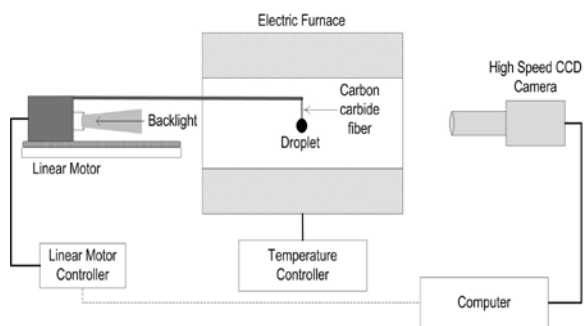 Electric Furnace
High Speed CCD
Camera
Carbon
carbide
fiber
Backlight
Droplet
Linear Motor
Linear Motor
Controller
Temperature
Controller
Computer